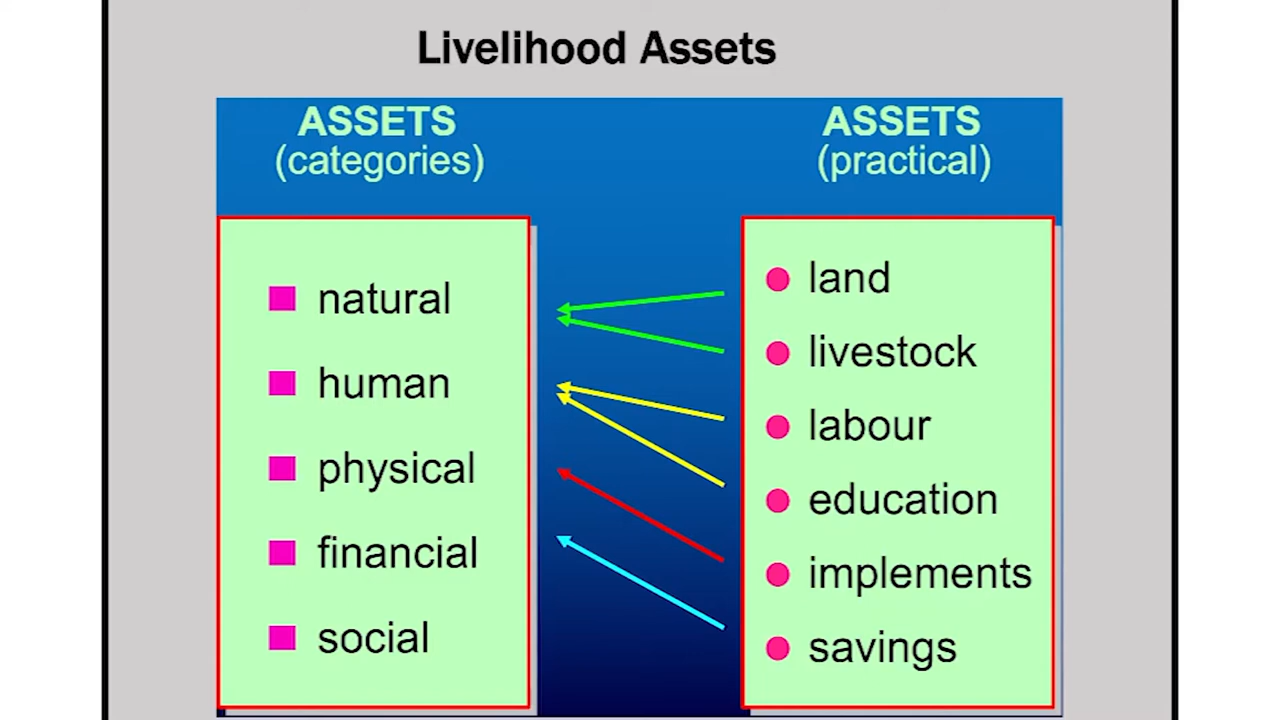 Livelihood Assets
ASSETS
(categories)
natural
human
physical
financial
social
ASSETS
(practical)
land
livestock
labour
education
implements
savings